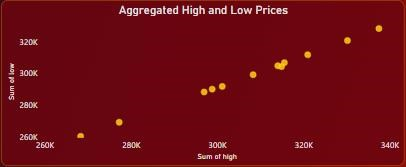 Aggregated High and Low Prices
320K
300K
280K
260K
Sum of low
260K 280K 300K 320K 340K
Sum of high